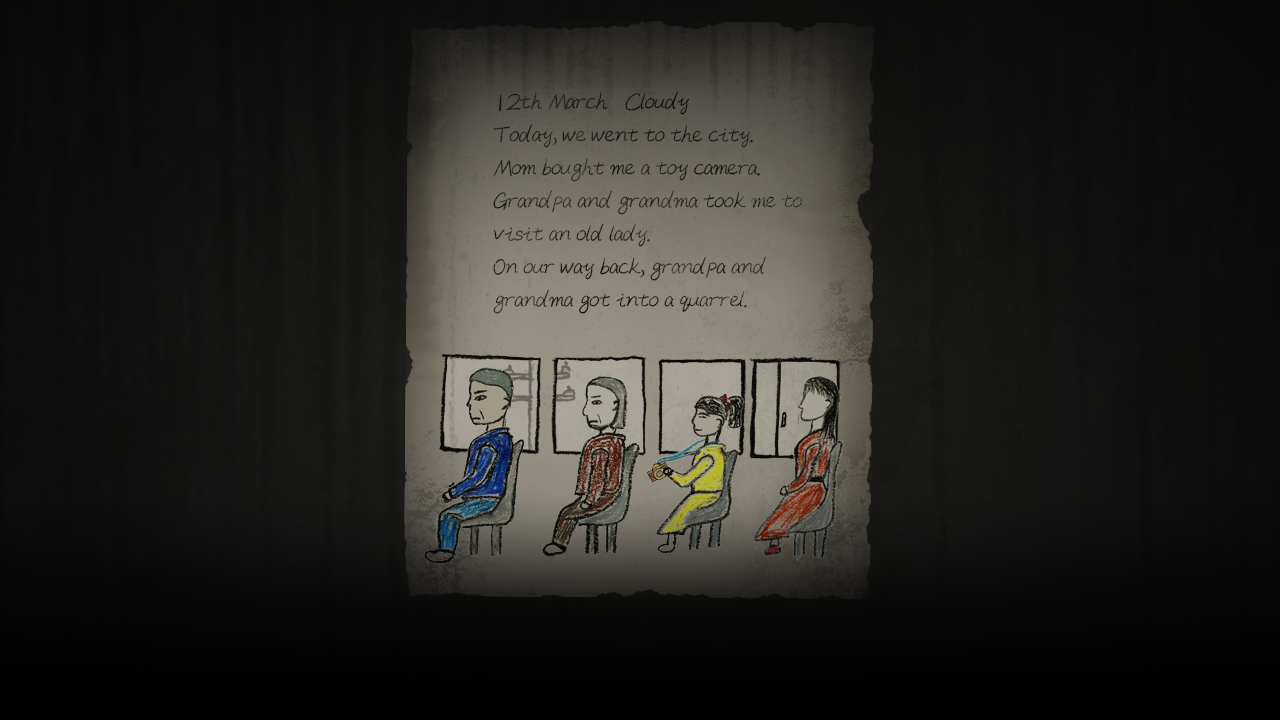 12th March Cloudy
Today, we went to the city.
Mom bought me a toy camera.
Grandpa and grandma took me to
visit an old lady.
On our way back, grandpa and
grandma got into a quarrel.